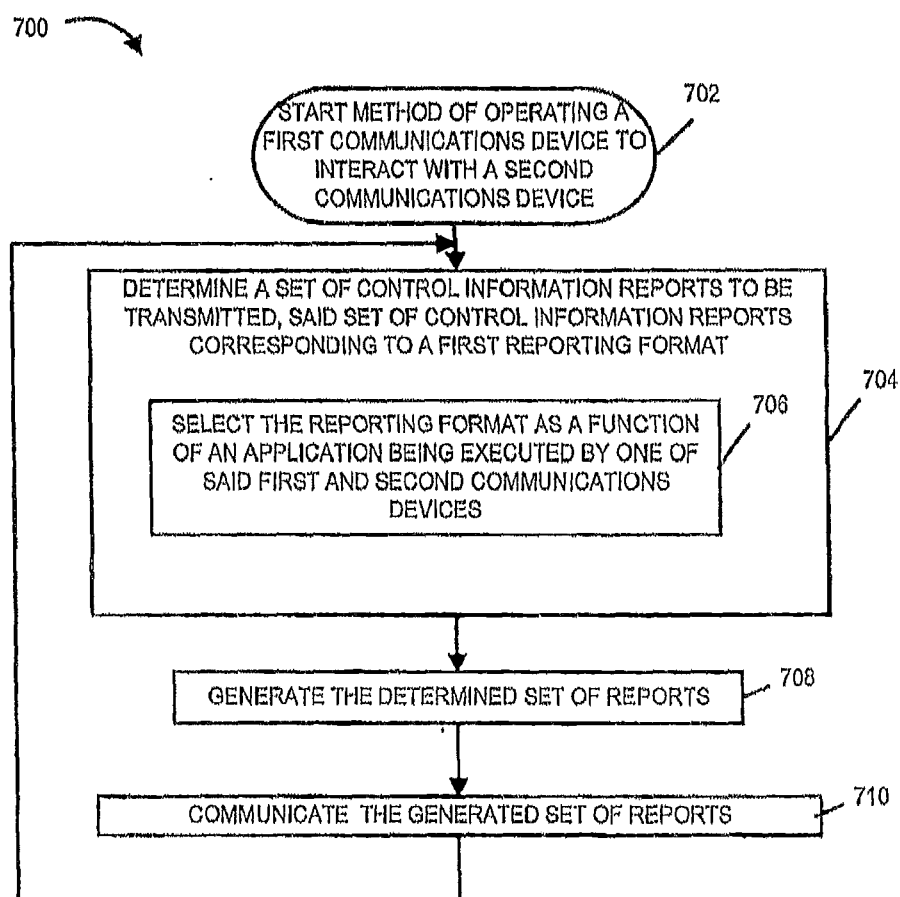 700
START METHOD OF OPERATING A
FIRST COMMUNICATIONS DEVICE TO
INTERACT WITH A SECOND
COMMUNICATIONS DEVICE
702
DETERMINE A SET OF CONTROL INFORMATION REPORTS TO BE
TRANSMITTED, SAID SET OF CONTROL INFORMATION REPORTS
CORRESPONDING TO A FIRST REPORTING FORMAT
704
SELECT THE REPORTING FORMAT AS A FUNCTION
OF AN APPLICATION BEING EXECUTED BY ONE OF
SAID FIRST AND SECOND COMMUNICATIONS
DEVICES
706
GENERATE THE DETERMINED SET OF REPORTS
708
COMMUNICATE THE GENERATED SET OF REPORTS
710